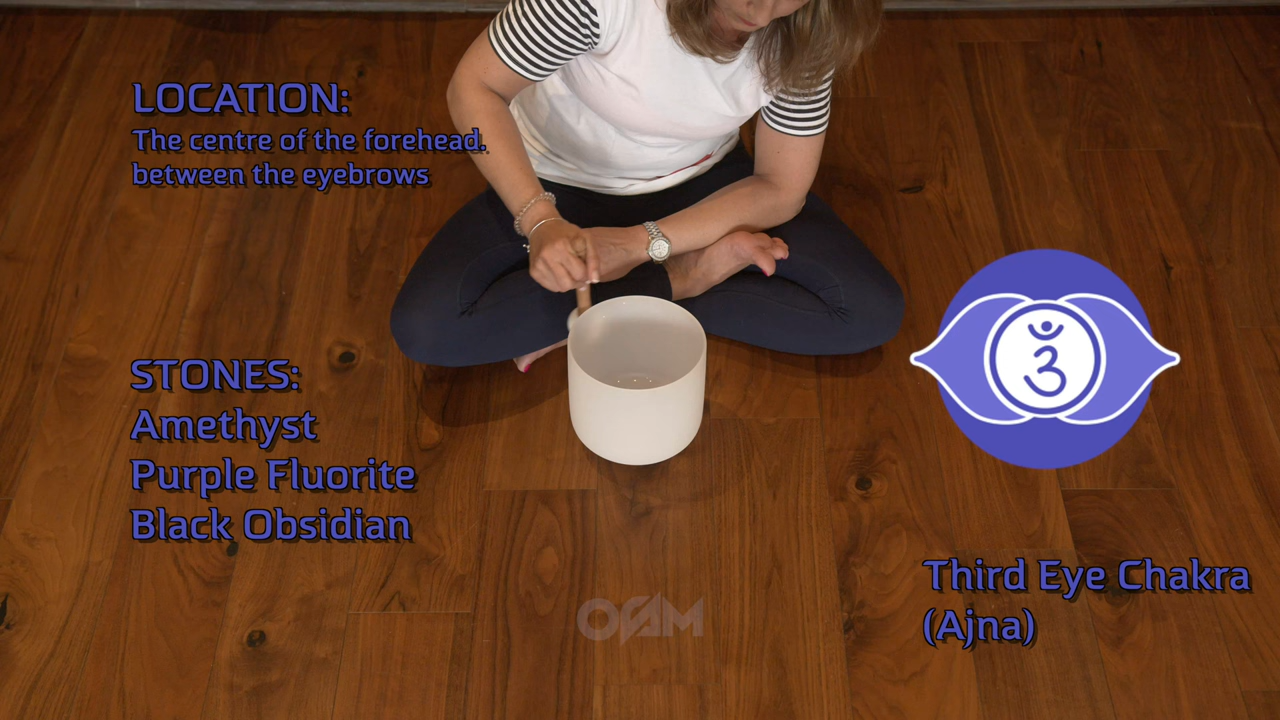 LOCATION:
The centre of the forehead,
between the eyebrows
STONES:
Amethyst
Purple Fluorite
Black Obsidian
Third Eye Chakra
(Ajna)